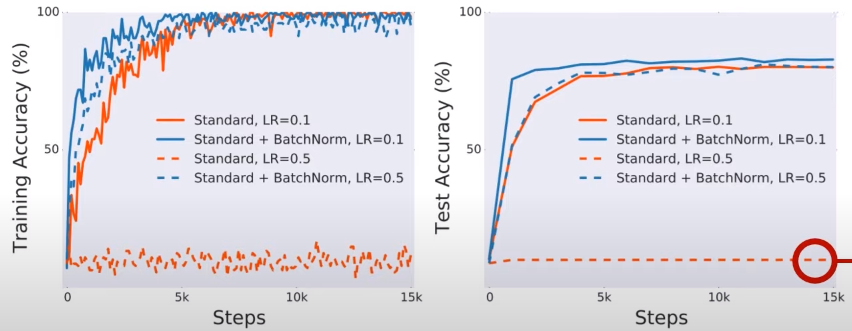 100
50
Training Accuracy (%)
Standard, LR=0.1
Standard + BatchNorm, LR=0.1
Standard, LR=0.5
Standard + BatchNorm, LR=0.5
0
5k
10k
15k
Steps
100
50
Test Accuracy (%)
Standard, LR=0.1
Standard + BatchNorm, LR=0.1
Standard, LR=0.5
Standard + BatchNorm, LR=0.5
0
5k
10k
15k
Steps